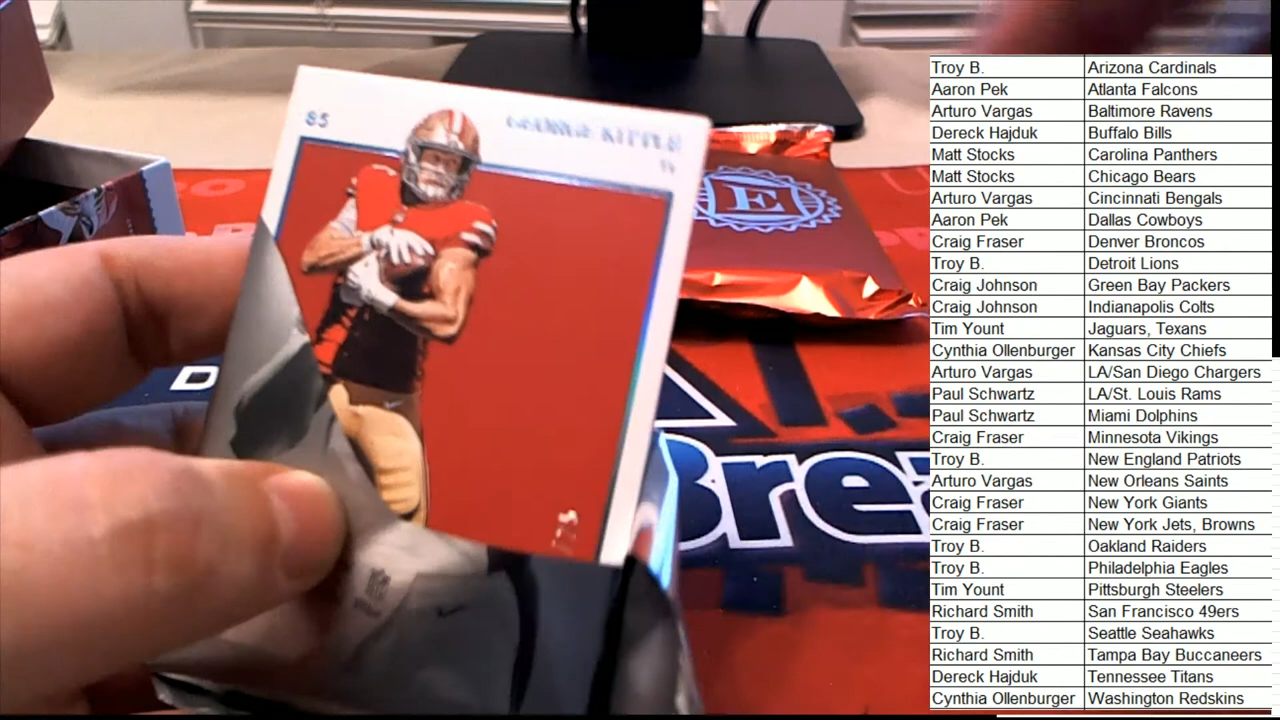 85
GEORGE KITTLE
TE
E
D
Brea
Troy B. Arizona Cardinals
Aaron Pek Atlanta Falcons
Arturo Vargas Baltimore Ravens
Dereck Hajduk Buffalo Bills
Matt Stocks Carolina Panthers
Matt Stocks Chicago Bears
Arturo Vargas Cincinnati Bengals
Aaron Pek Dallas Cowboys
Craig Fraser Denver Broncos
Troy B. Detroit Lions
Craig Johnson Green Bay Packers
Craig Johnson Indianapolis Colts
Tim Yount Jaguars, Texans
Cynthia Ollenburger Kansas City Chiefs
Arturo Vargas LA/San Diego Chargers
Paul Schwartz LA/St. Louis Rams
Paul Schwartz Miami Dolphins
Craig Fraser Minnesota Vikings
Troy B. New England Patriots
Arturo Vargas New Orleans Saints
Craig Fraser New York Giants
Craig Fraser New York Jets, Browns
Troy B. Oakland Raiders
Troy B. Philadelphia Eagles
Tim Yount Pittsburgh Steelers
Richard Smith San Francisco 49ers
Troy B. Seattle Seahawks
Richard Smith Tampa Bay Buccaneers
Dereck Hajduk Tennessee Titans
Cynthia Ollenburger Washington Redskins